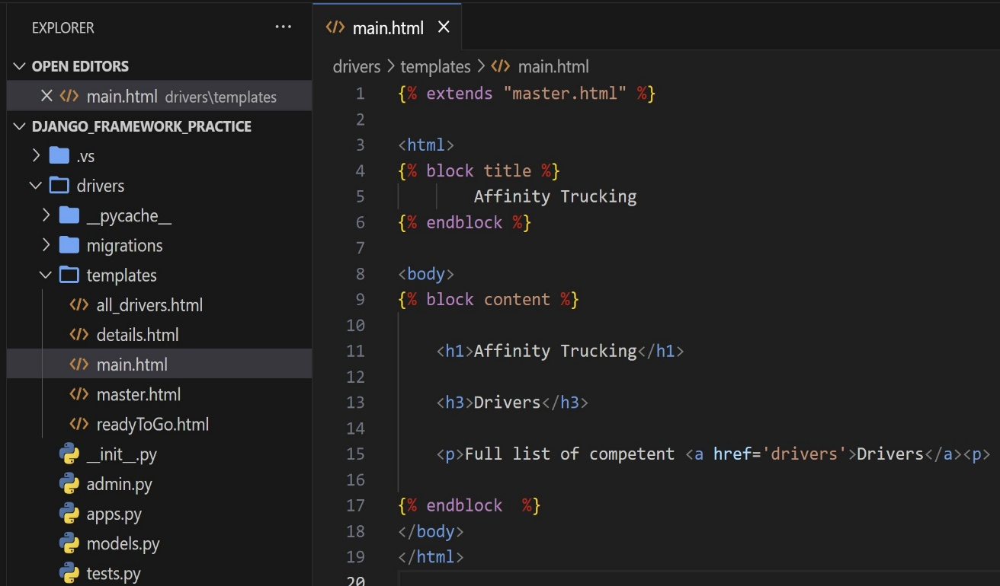 EXPLORER ...
OPEN EDITORS
main.html drivers\templates
DJANGO_FRAMEWORK_PRACTICE
.vs
drivers
__pycache__
migrations
templates
all_drivers.html
details.html
main.html
master.html
readyToGo.html
__init__.py
admin.py
apps.py
models.py
tests.py
main.html
drivers > templates > main.html
1 {% extends "master.html" %}
2
3 <html>
4 {% block title %}
5 Affinity Trucking
6 {% endblock %}
7
8 <body>
9 {% block content %}
10
11 <h1>Affinity Trucking</h1>
12
13 <h3>Drivers</h3>
14
15 <p>Full list of competent <a href='drivers'>Drivers</a><p>
16
17 {% endblock  %}
18 </body>
19 </html>
20